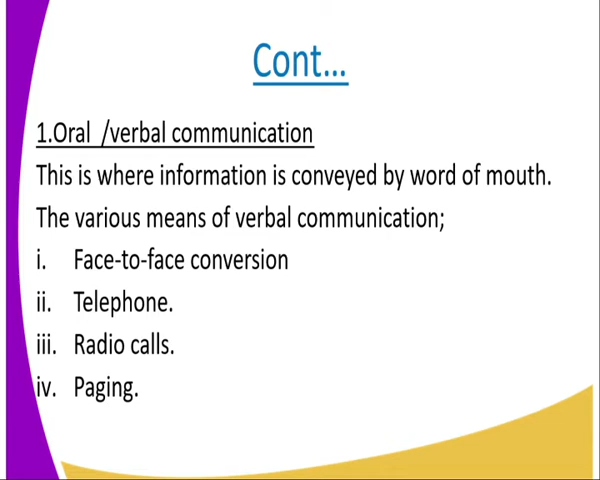 Cont...
1.Oral /verbal communication
This is where information is conveyed by word of mouth.
The various means of verbal communication;
i. Face-to-face conversion
ii. Telephone.
iii. Radio calls.
iv. Paging.